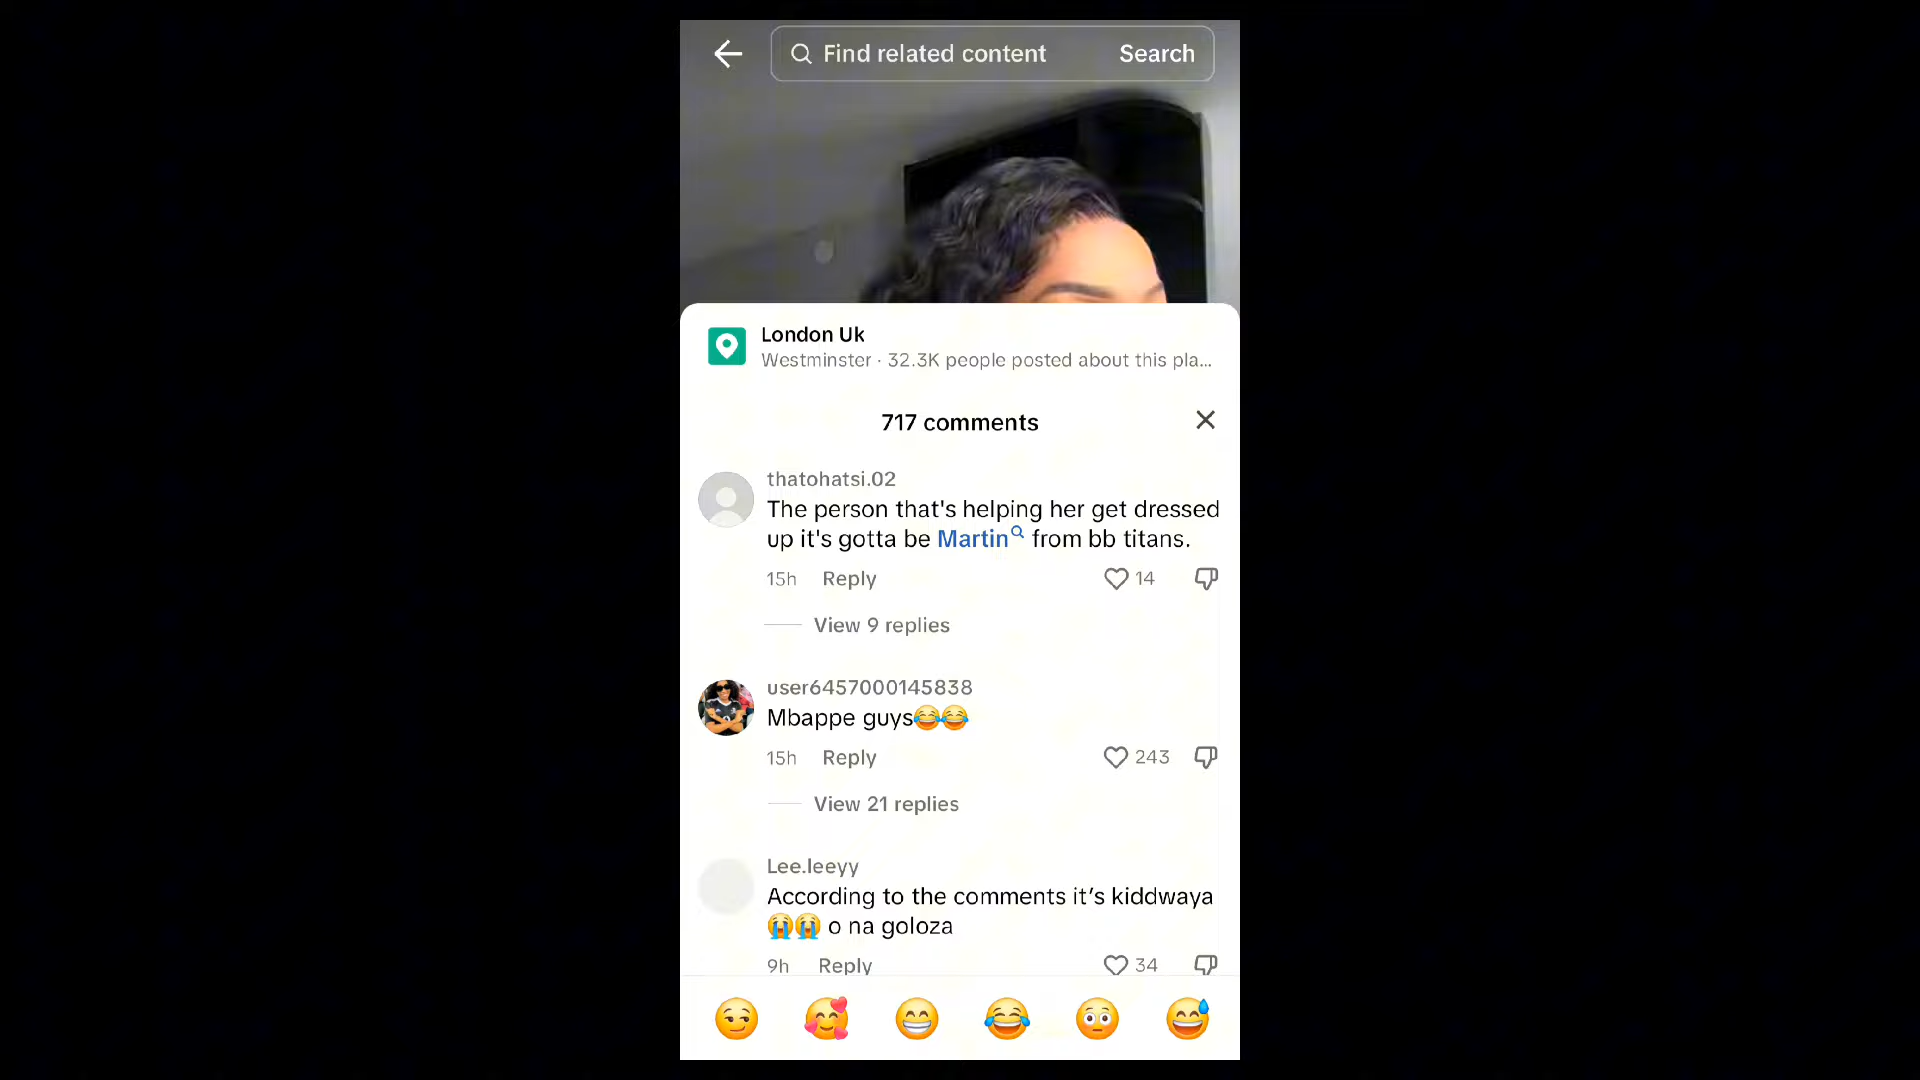 Find related content Search
London Uk
Westminster · 32.3K people posted about this pla...
717 comments
thatohatsi.02
The person that's helping her get dressed
up it's gotta be Martin from bb titans.
15h Reply 14
View 9 replies
user6457000145838
Mbappe guys😂😂
15h Reply 243
View 21 replies
Lee.leeyy
According to the comments it’s kiddwaya
😭😭 o na goloza
9h Reply 34